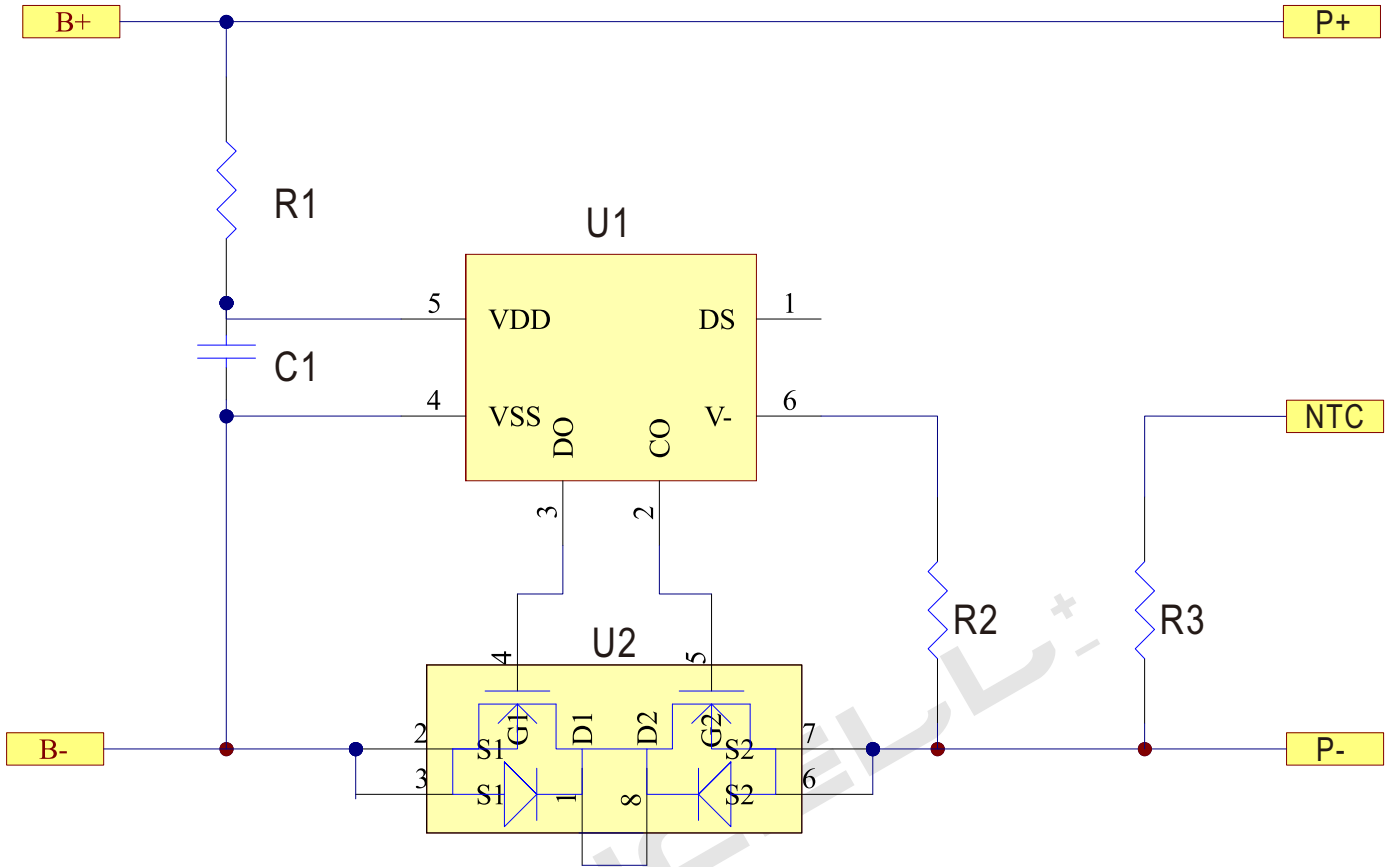 B+
P+
R1
U1
5
VDD
DS
1
C1
4
VSS
DO
CO
V-
6
NTC
3
2
R2
R3
U2
4
5
2
S1
G1
D1
D2
G2
S2
7
B-
P-
3
S1
1
8
S2
6